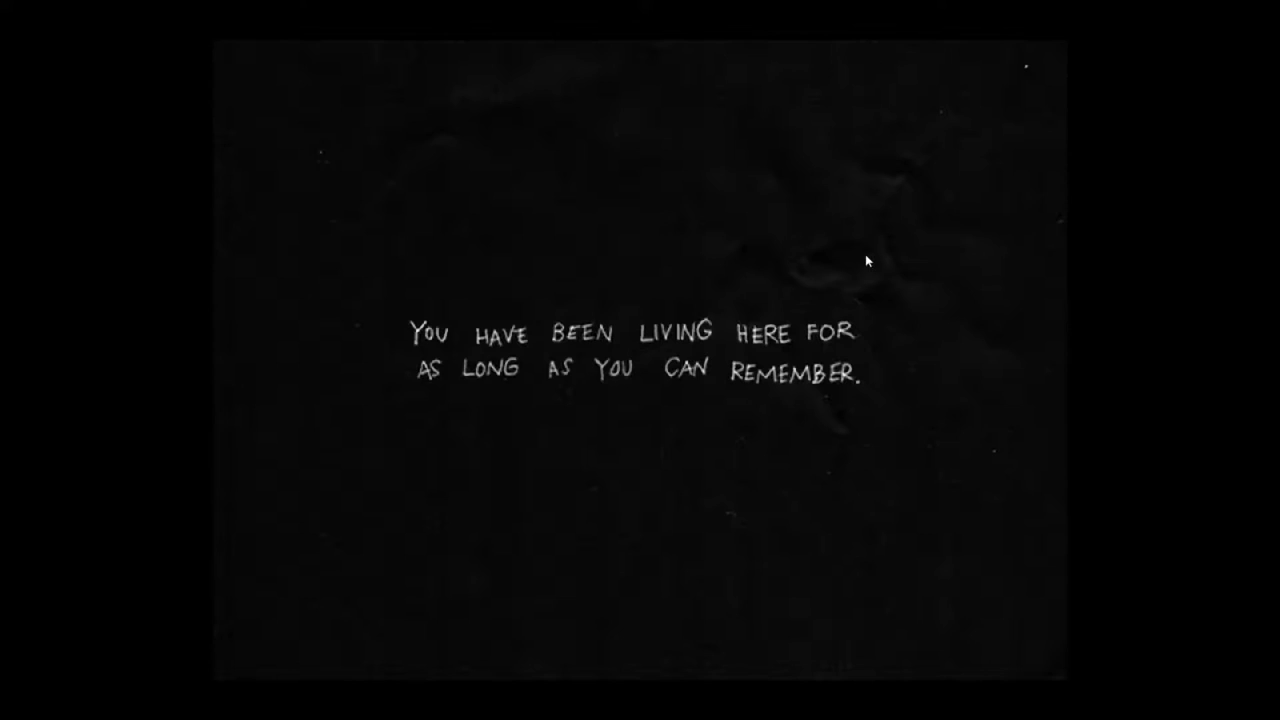 YOU HAVE BEEN LIVING HERE FOR
AS LONG AS YOU CAN REMEMBER.